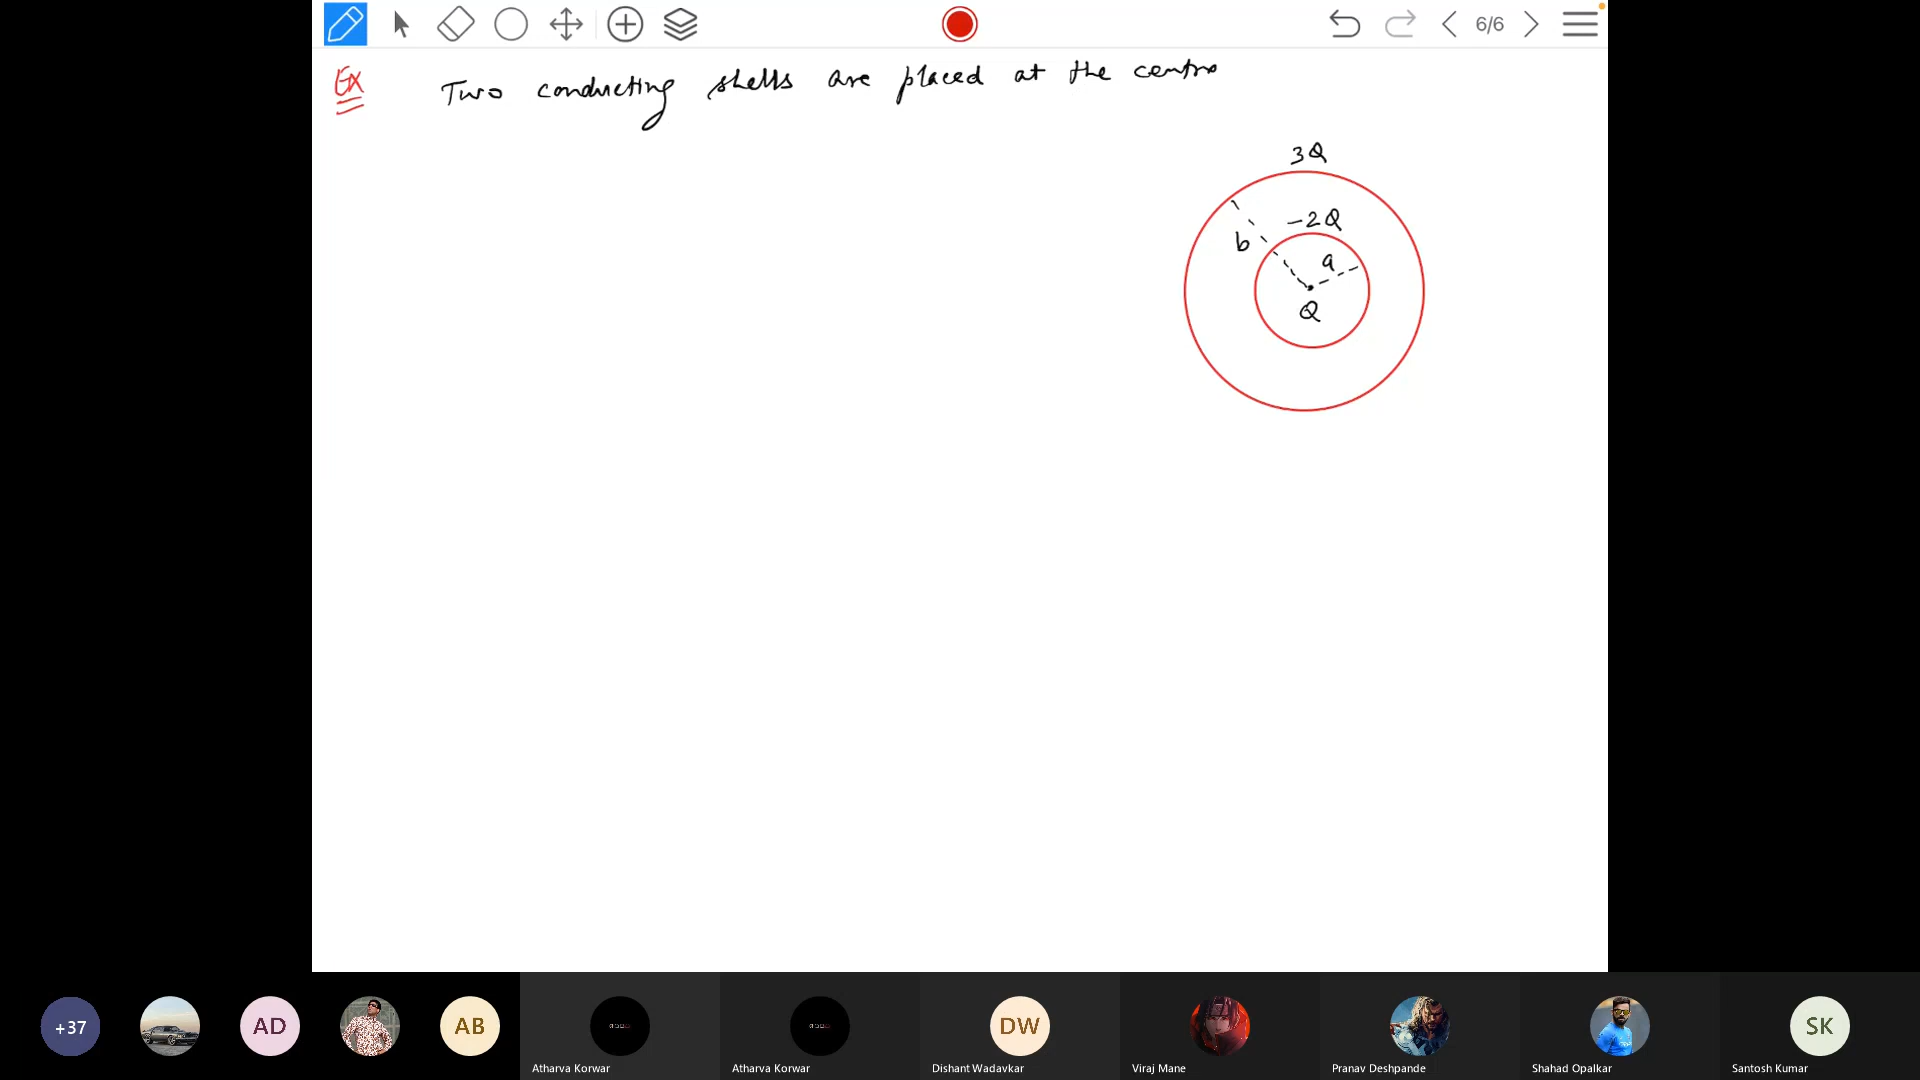 6/6
Ex Two conducting shells are placed at the centre
3Q
-2Q
b
a
Q
+37
AD
AB
DW
SK
Atharva Korwar
Atharva Korwar
Dishant Wadavkar
Viraj Mane
Pranav Deshpande
Shahad Opalkar
Santosh Kumar